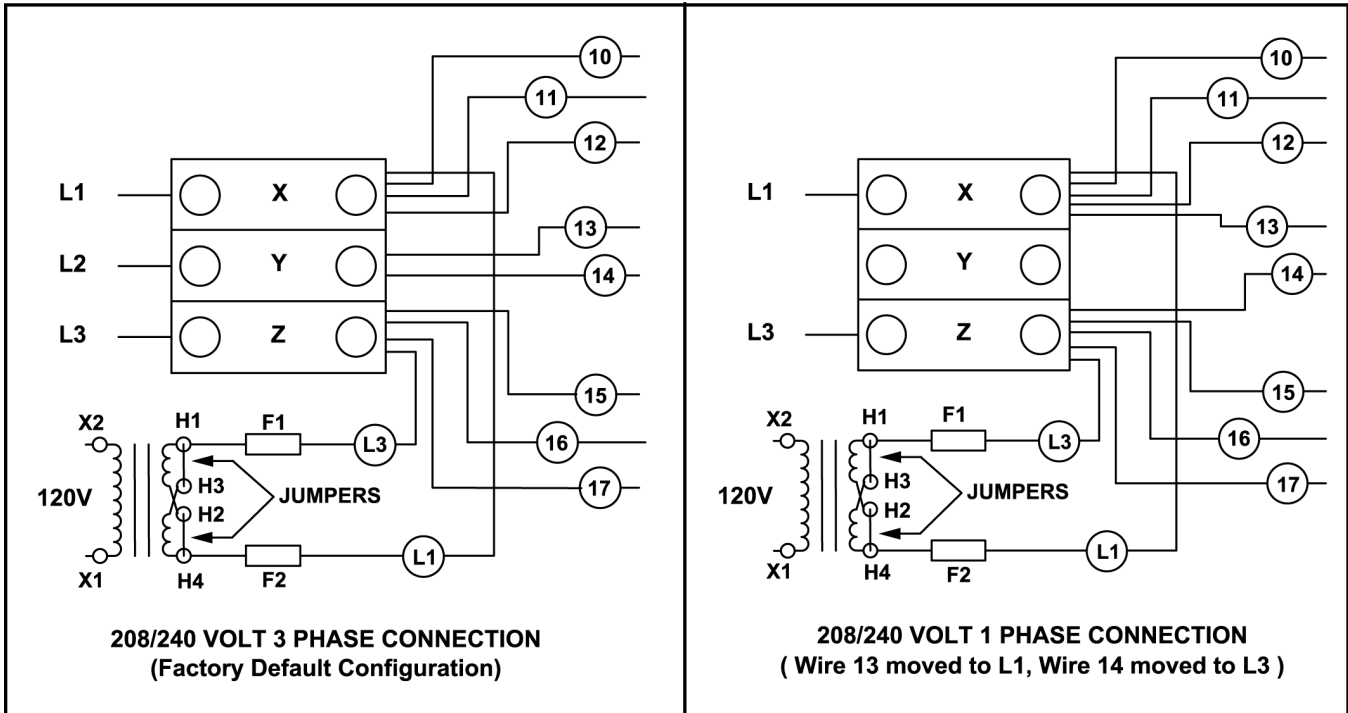 10
11
12
L1 X
13
L2 Y
14
L3 Z
15
X2 H1 F1 L3
16
H3
120V JUMPERS
17
H2
X1 H4 F2 L1
208/240 VOLT 3 PHASE CONNECTION
(Factory Default Configuration)
10
11
12
L1 X
13
Y
14
L3 Z
15
X2 H1 F1 L3
16
H3
120V JUMPERS
17
H2
X1 H4 F2 L1
208/240 VOLT 1 PHASE CONNECTION
( Wire 13 moved to L1, Wire 14 moved to L3 )